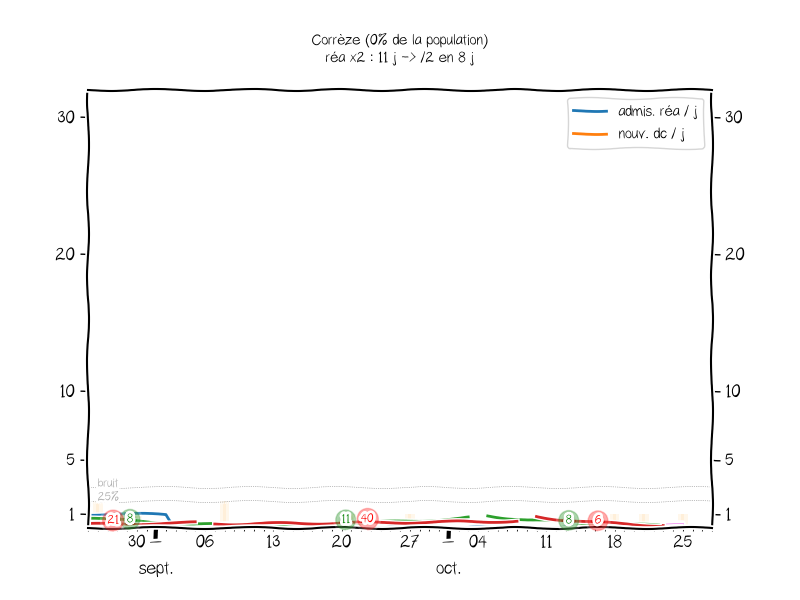 Corrèze (0% de la population)
réa x2 : 11 j -> /2 en 8 j
admis. réa / j
nouv. dc / j
30 30
20 20
10 10
5 5
bruit
25%
1 1
21 8 11 40 8 6
30 06 13 20 27 04 11 18 25
sept. oct.